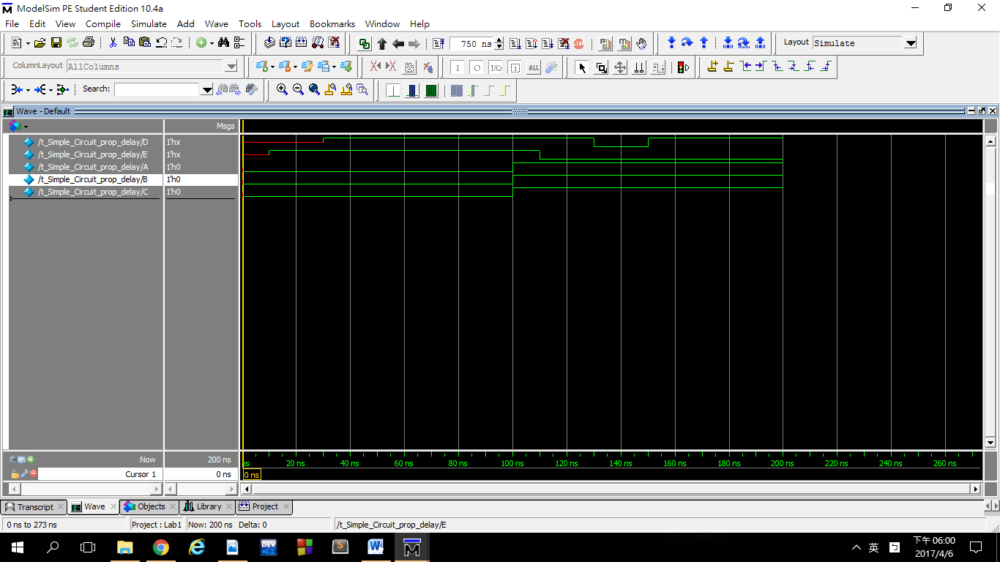 ModelSim PE Student Edition 10.4a
File Edit View Compile Simulate Add Wave Tools Layout Bookmarks Window Help
750 ns
Layout Simulate
ColumnLayout AllColumns
ALL
Search:
Wave - Default
Msgs
/t_Simple_Circuit_prop_delay/D 1'hx
/t_Simple_Circuit_prop_delay/E 1'hx
/t_Simple_Circuit_prop_delay/A 1'h0
/t_Simple_Circuit_prop_delay/B 1'h0
/t_Simple_Circuit_prop_delay/C 1'h0
Now 200 ns
ns 20 ns 40 ns 60 ns 80 ns 100 ns 120 ns 140 ns 160 ns 180 ns 200 ns 220 ns 240 ns 260 ns
Cursor 1 0 ns 0 ns
Transcript Wave Objects Library Project
0 ns to 273 ns Project : Lab1 Now: 200 ns Delta: 0 /t_Simple_Circuit_prop_delay/E
DEV
英
下午 06:00
2017/4/6